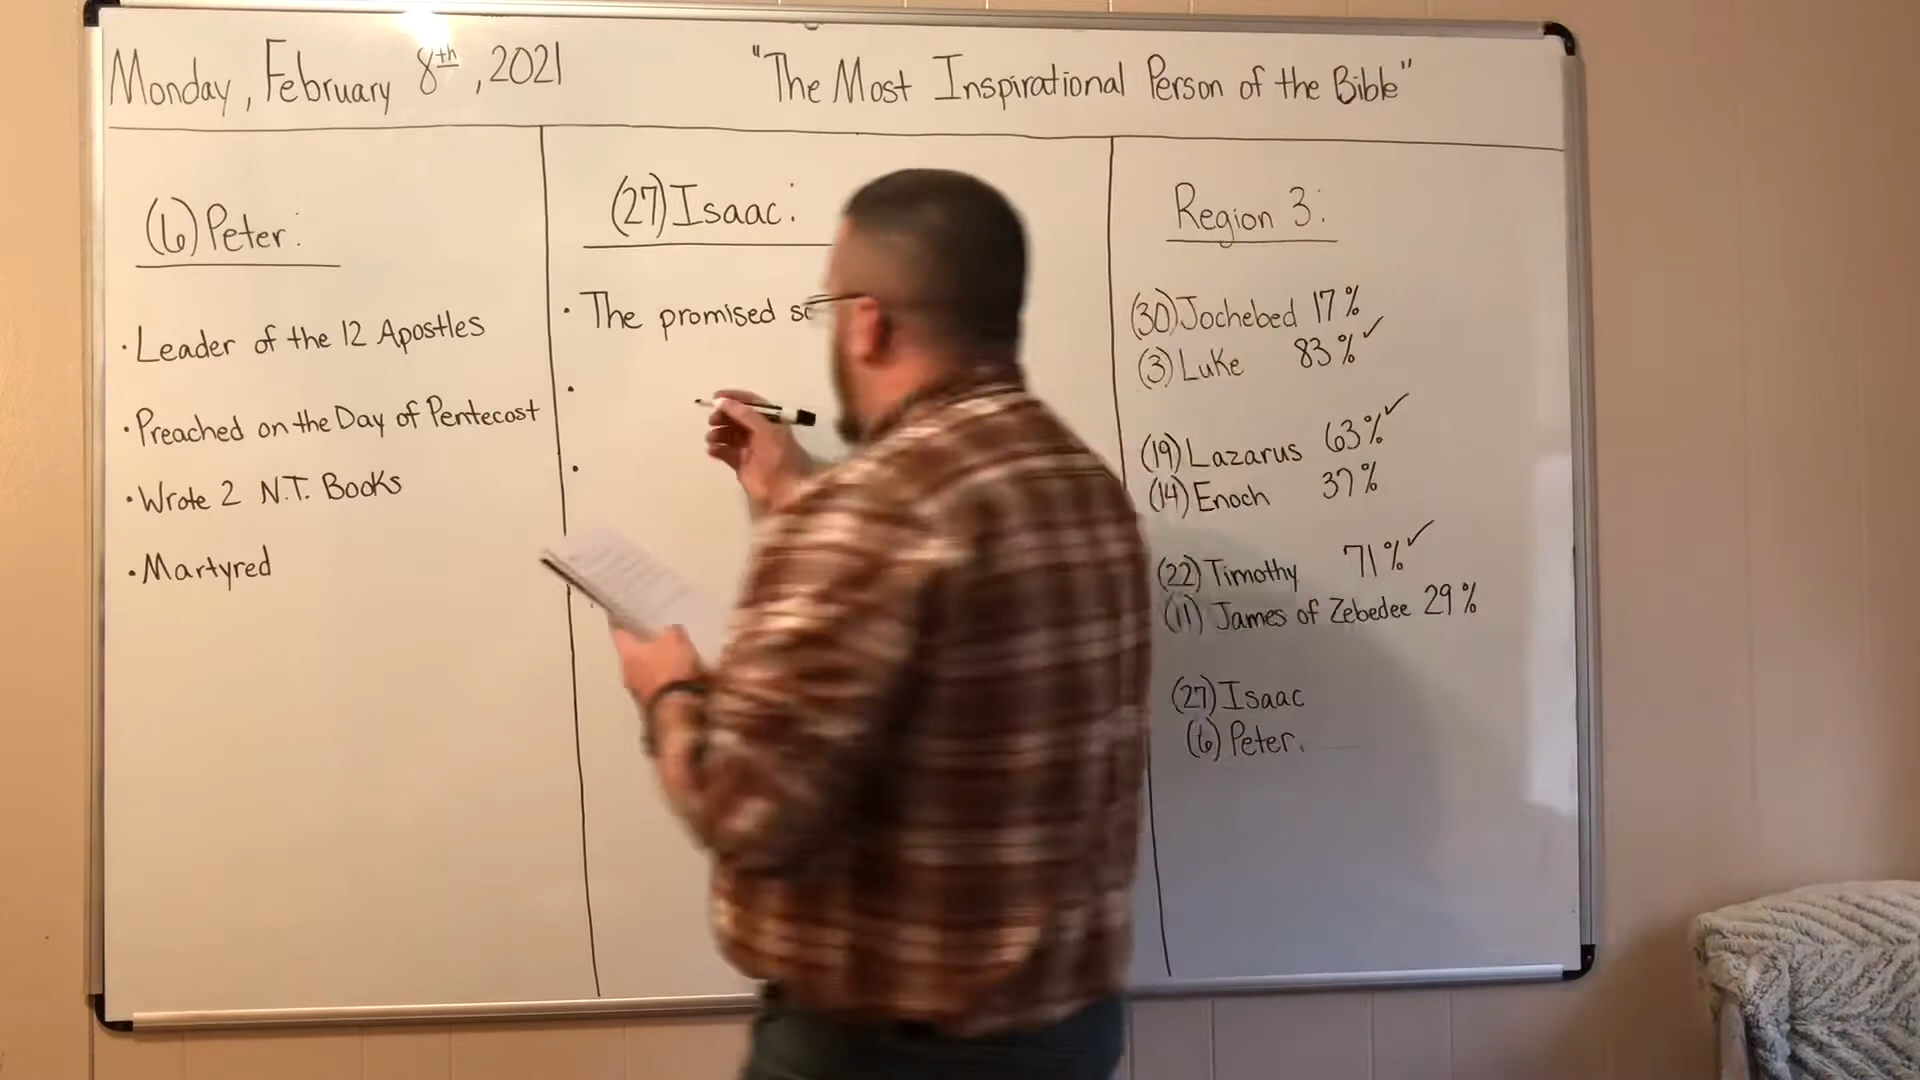 Monday, February 8th, 2021
"The Most Inspirational Person of the Bible"
(6) Peter:
• Leader of the 12 Apostles
• Preached on the Day of Pentecost
• Wrote 2 N.T. Books
• Martyred
(27) Isaac:
• The promised
•
•
Region 3:
(30) Jochebed 17%
(3) Luke 83% ✓
(19) Lazarus 63% ✓
(14) Enoch 37%
(22) Timothy 71% ✓
(11) James of Zebedee 29%
(27) Isaac
(6) Peter.